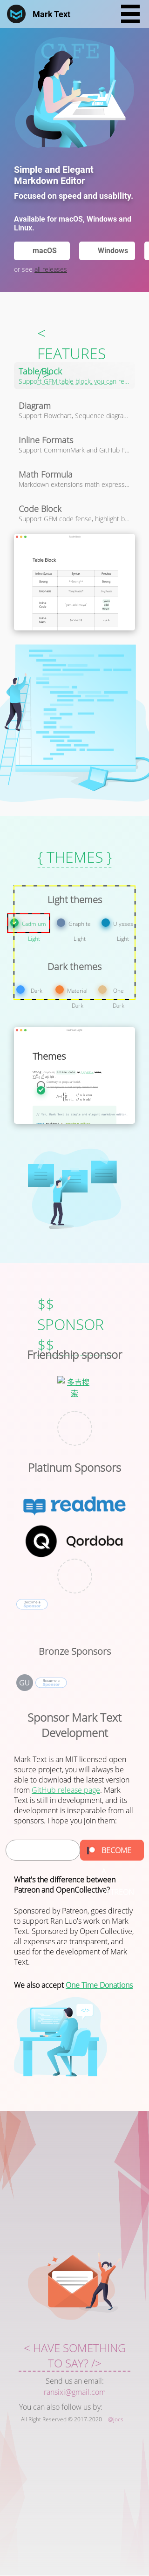 Mark Text
CAFE
Simple and Elegant
Markdown Editor
Focused on speed and usability.
Available for macOS, Windows and
Linux.
macOS
Windows
or see all releases
<
FEATURES
/>
Table Block
Support GFM table block, you can re...
Diagram
Support Flowchart, Sequence diagra...
Inline Formats
Support CommonMark and GitHub F...
Math Formula
Markdown extensions math express...
Code Block
Support GFM code fense, highlight b...
Table Block
{ THEMES }
Light themes
Cadmium
Light
Graphite
Light
Ulysses
Light
Dark themes
Dark
Material
Dark
One
Dark
Themes
$$
SPONSOR
$$
Friendship sponsor
多吉搜
索
Platinum Sponsors
readme
Qordoba
Become a
Sponsors
Bronze Sponsors
GU
Become a
Sponsors
Sponsor Mark Text
Development
Mark Text is an MIT licensed open
source project, you will always be
able to download the latest version
from GitHub release page. Mark
Text is still in development, and its
development is inseparable from all
sponsors. I hope you join them:
BECOME
What's the difference between
Patreon and OpenCollective?
Sponsored by Patreon, goes directly
to support Ran Luo's work on Mark
Text. Sponsored by Open Collective,
all expenses are transparent, and
used for the development of Mark
Text.
We also accept One Time Donations
< HAVE SOMETHING
TO SAY? />
Send us an email:
ransixi@gmail.com
You can also follow us by:
All Right Reserved © 2017-2020 @Jocs